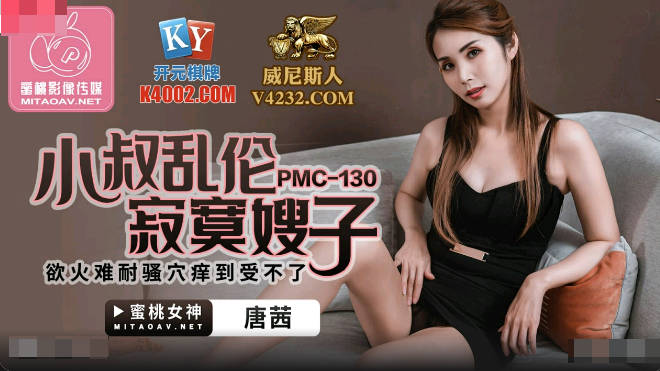 蜜桃影像传媒
MITAOAV.NET
KY
开元棋牌
K4002.COM
威尼斯人
V4232.COM
小叔乱伦
PMC-130
寂寞嫂子
欲火难耐骚穴痒到受不了
蜜桃女神
MITAOAV.NET
唐茜